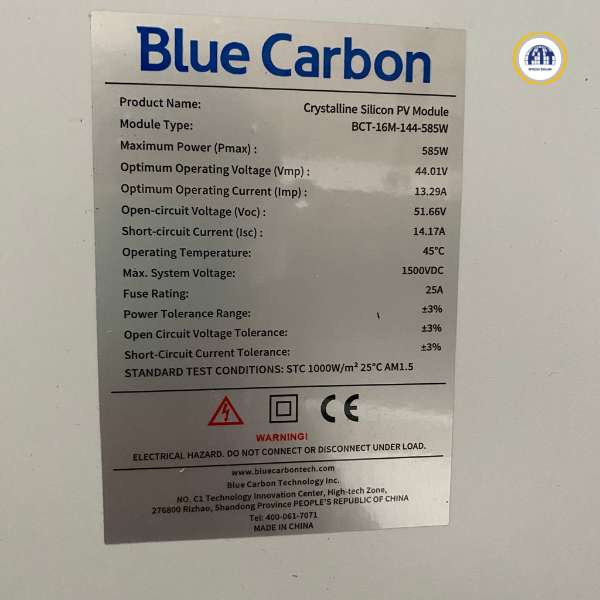 Blue Carbon
Product Name: Crystalline Silicon PV Module
Module Type: BCT-16M-144-585W
Maximum Power (Pmax) : 585W
Optimum Operating Voltage (Vmp) : 44.01V
Optimum Operating Current (Imp) : 13.29A
Open-circuit Voltage (Voc) : 51.66V
Short-circuit Current (Isc) : 14.17A
Operating Temperature: 45°C
Max. System Voltage: 1500VDC
Fuse Rating: 25A
Power Tolerance Range: ±3%
Open Circuit Voltage Tolerance: ±3%
Short-Circuit Current Tolerance: ±3%
STANDARD TEST CONDITIONS: STC 1000W/m² 25°C AM1.5
CE
WARNING!
ELECTRICAL HAZARD. DO NOT CONNECT OR DISCONNECT UNDER LOAD.
www.bluecarbontech.com
Blue Carbon Technology Inc.
NO. C1 Technology Innovation Center, High-tech Zone,
276800 Rizhao, Shandong Province PEOPLE'S REPUBLIC OF CHINA
Tel: 400-061-7071
MADE IN CHINA